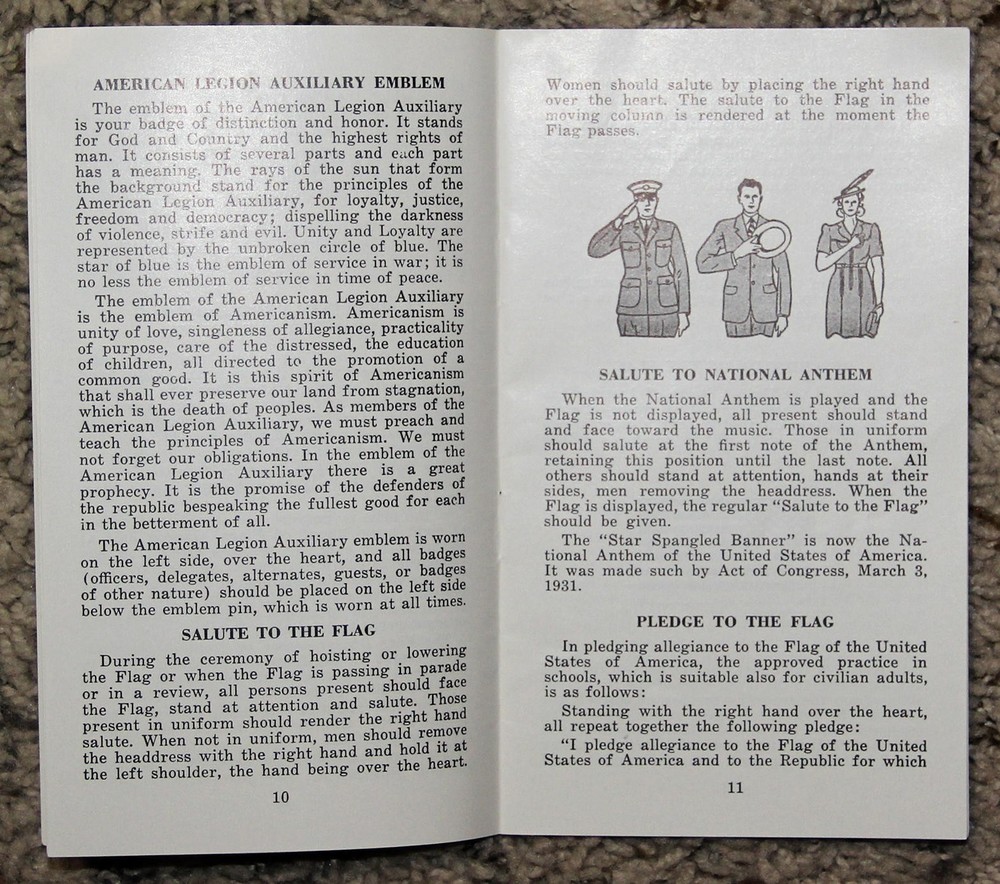 AMERICAN LEGION AUXILIARY EMBLEM
The emblem of the American Legion Auxiliary
is your badge of distinction and honor. It stands
for God and Country and the highest rights of
man. It consists of several parts and each part
has a meaning. The rays of the sun that form
the background stand for the principles of the
American Legion Auxiliary, for loyalty, justice,
freedom and democracy; dispelling the darkness
of violence, strife and evil. Unity and Loyalty are
represented by the unbroken circle of blue. The
star of blue is the emblem of service in war; it is
no less the emblem of service in time of peace.
The emblem of the American Legion Auxiliary
is the emblem of Americanism. Americanism is
unity of love, singleness of allegiance, practicality
of purpose, care of the distressed, the education
of children, all directed to the promotion of a
common good. It is this spirit of Americanism
that shall ever preserve our land from stagnation,
which is the death of peoples. As members of the
American Legion Auxiliary, we must preach and
teach the principles of Americanism. We must
not forget our obligations. In the emblem of the
American Legion Auxiliary there is a great
prophecy. It is the promise of the defenders of
the republic bespeaking the fullest good for each
in the betterment of all.
The American Legion Auxiliary emblem is worn
on the left side, over the heart, and all badges
(officers, delegates, alternates, guests, or badges
of other nature) should be placed on the left side
below the emblem pin, which is worn at all times.
SALUTE TO THE FLAG
During the ceremony of hoisting or lowering
the Flag or when the Flag is passing in parade
or in a review, all persons present should face
the Flag, stand at attention and salute. Those
present in uniform should render the right hand
salute. When not in uniform, men should remove
the headdress with the right hand and hold it at
the left shoulder, the hand being over the heart.
10
Women should salute by placing the right hand
over the heart. The salute to the Flag in the
moving column is rendered at the moment the
Flag passes.
SALUTE TO NATIONAL ANTHEM
When the National Anthem is played and the
Flag is not displayed, all present should stand
and face toward the music. Those in uniform
should salute at the first note of the Anthem,
retaining this position until the last note. All
others should stand at attention, hands at their
sides, men removing the headdress. When the
Flag is displayed, the regular "Salute to the Flag"
should be given.
The "Star Spangled Banner" is now the Na-
tional Anthem of the United States of America.
It was made such by Act of Congress, March 3,
1931.
PLEDGE TO THE FLAG
In pledging allegiance to the Flag of the United
States of America, the approved practice in
schools, which is suitable also for civilian adults,
is as follows:
Standing with the right hand over the heart,
all repeat together the following pledge:
"I pledge allegiance to the Flag of the United
States of America and to the Republic for which
11